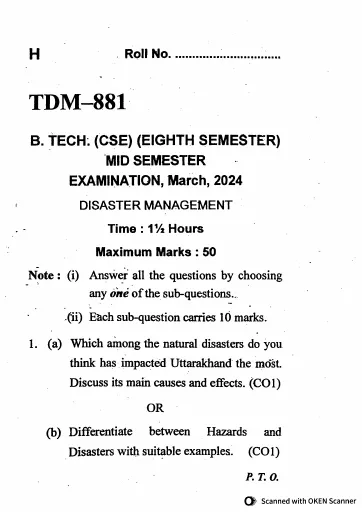 H Roll No. ...............................
TDM–881
B. TECH. (CSE) (EIGHTH SEMESTER)
MID SEMESTER
EXAMINATION, March, 2024
DISASTER MANAGEMENT
Time : 1½ Hours
Maximum Marks : 50
Note : (i) Answer all the questions by choosing
any one of the sub-questions.
(ii) Each sub-question carries 10 marks.
1. (a) Which among the natural disasters do you
think has impacted Uttarakhand the most.
Discuss its main causes and effects. (CO1)
OR
(b) Differentiate between Hazards and
Disasters with suitable examples. (CO1)
P. T. O.
Scanned with OKEN Scanner